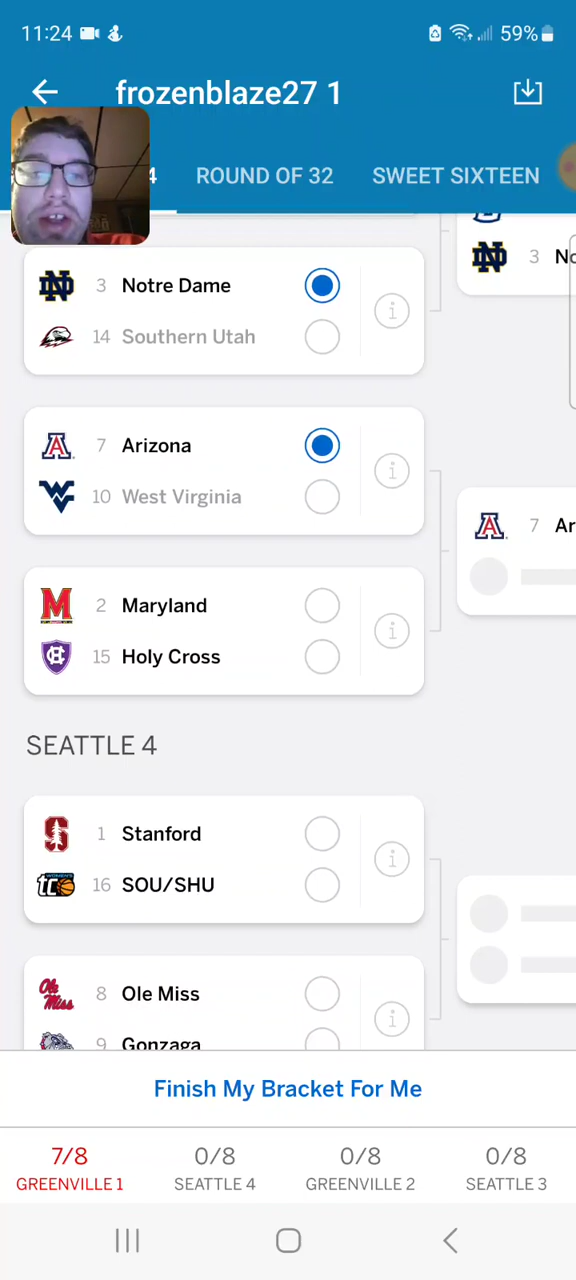 11:24 59%
frozenblaze27 1
4 ROUND OF 32 SWEET SIXTEEN
3
3 Notre Dame
14 Southern Utah
7 Arizona
10 West Virginia
7 Ar
2 Maryland
15 Holy Cross
SEATTLE 4
1 Stanford
16 SOU/SHU
8 Ole Miss
9 Gonzaga
Finish My Bracket For Me
7/8 0/8 0/8 0/8
GREENVILLE 1 SEATTLE 4 GREENVILLE 2 SEATTLE 3